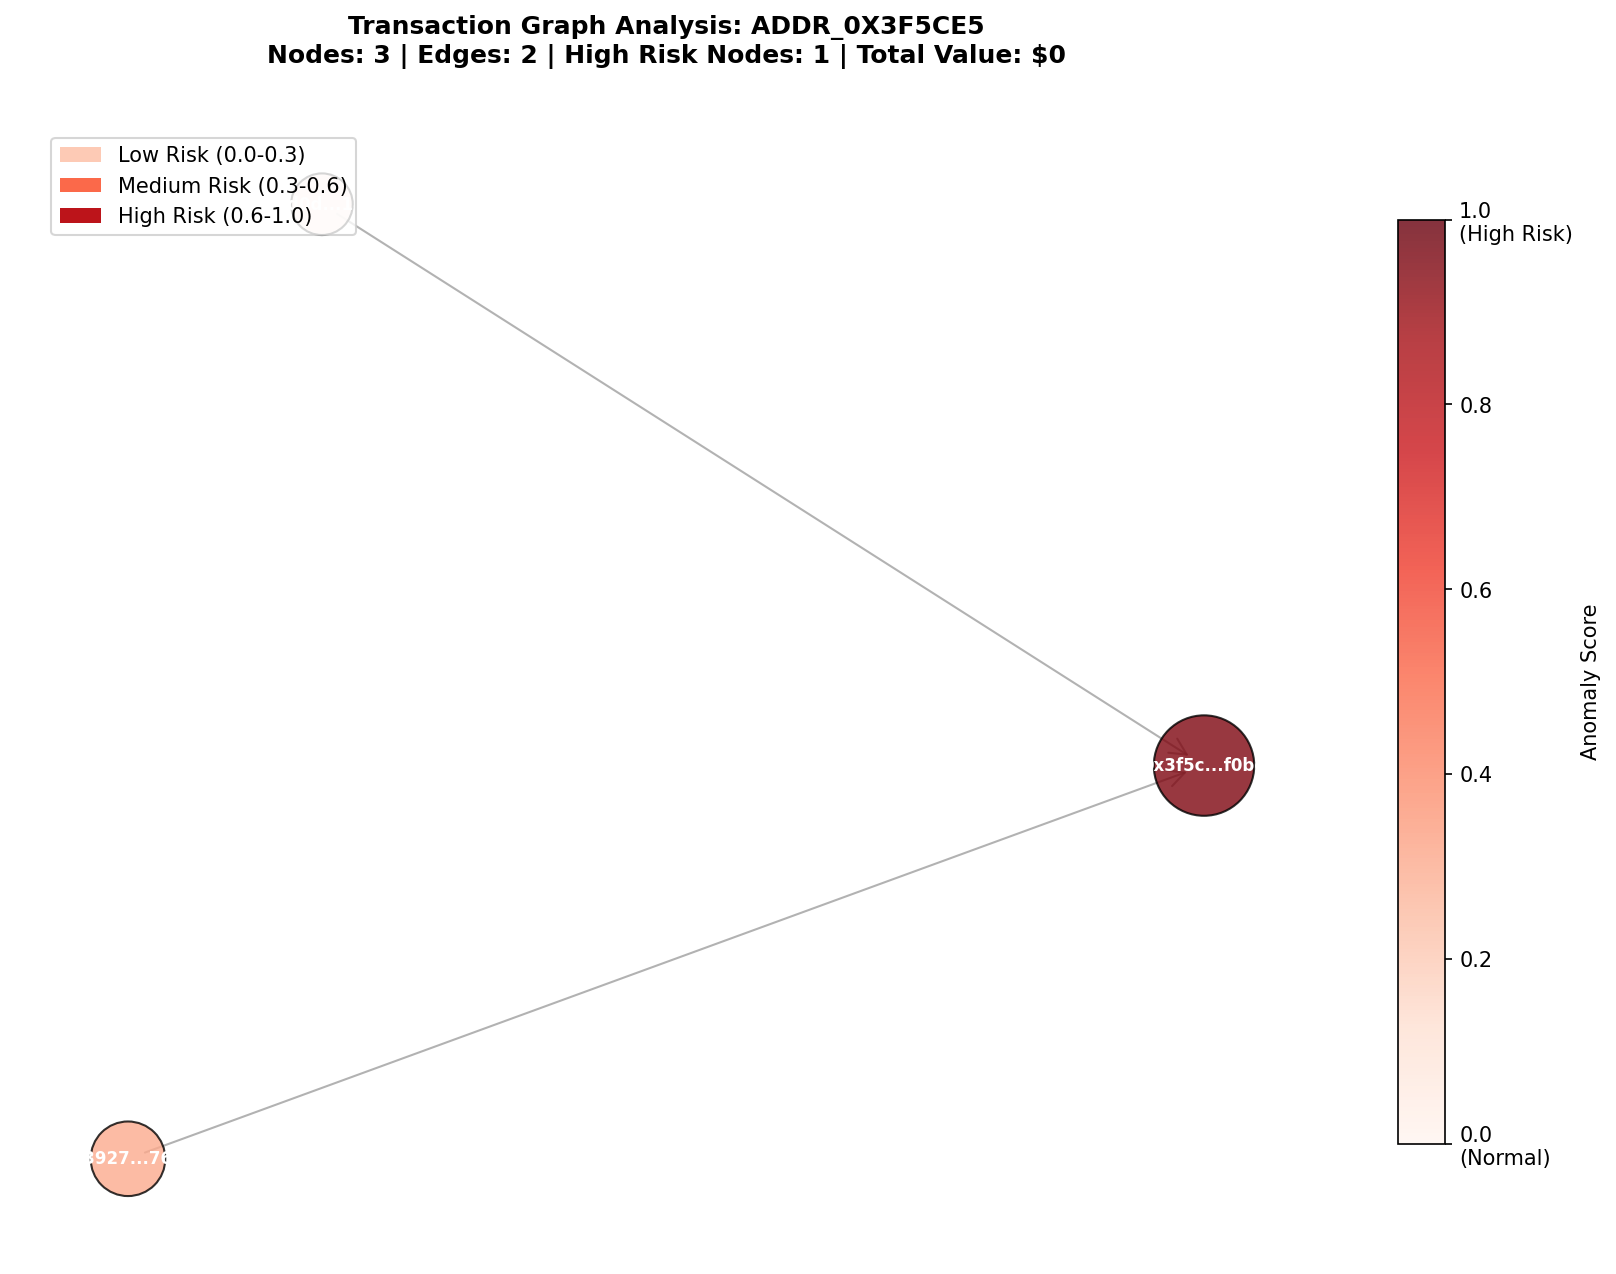 Transaction Graph Analysis: ADDR_0X3F5CE5
Nodes: 3 | Edges: 2 | High Risk Nodes: 1 | Total Value: $0
Low Risk (0.0-0.3)
Medium Risk (0.3-0.6)
High Risk (0.6-1.0)
1.0
(High Risk)
0.8
0.6
0.4
0.2
0.0
(Normal)
Anomaly Score
x3f5c...f0b
3927...76